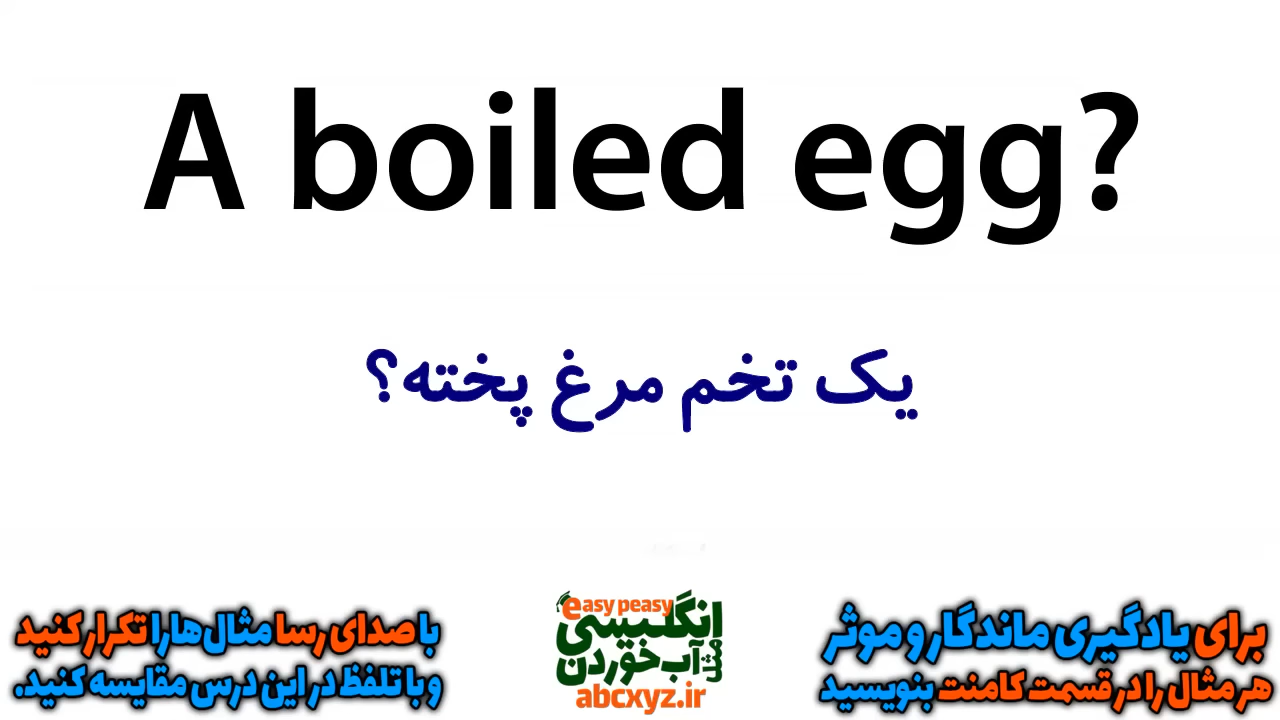 A boiled egg?
یک تخم مرغ پخته؟
برای یادگیری ماندگار و موثر
هر مثال را در قسمت کامنت بنویسید
easy peasy
انگلیسی
مثل آب خوردن
abcxyz.ir
با صدای رسا مثال‌ها را تکرار کنید
و با تلفظ در این درس مقایسه کنید.